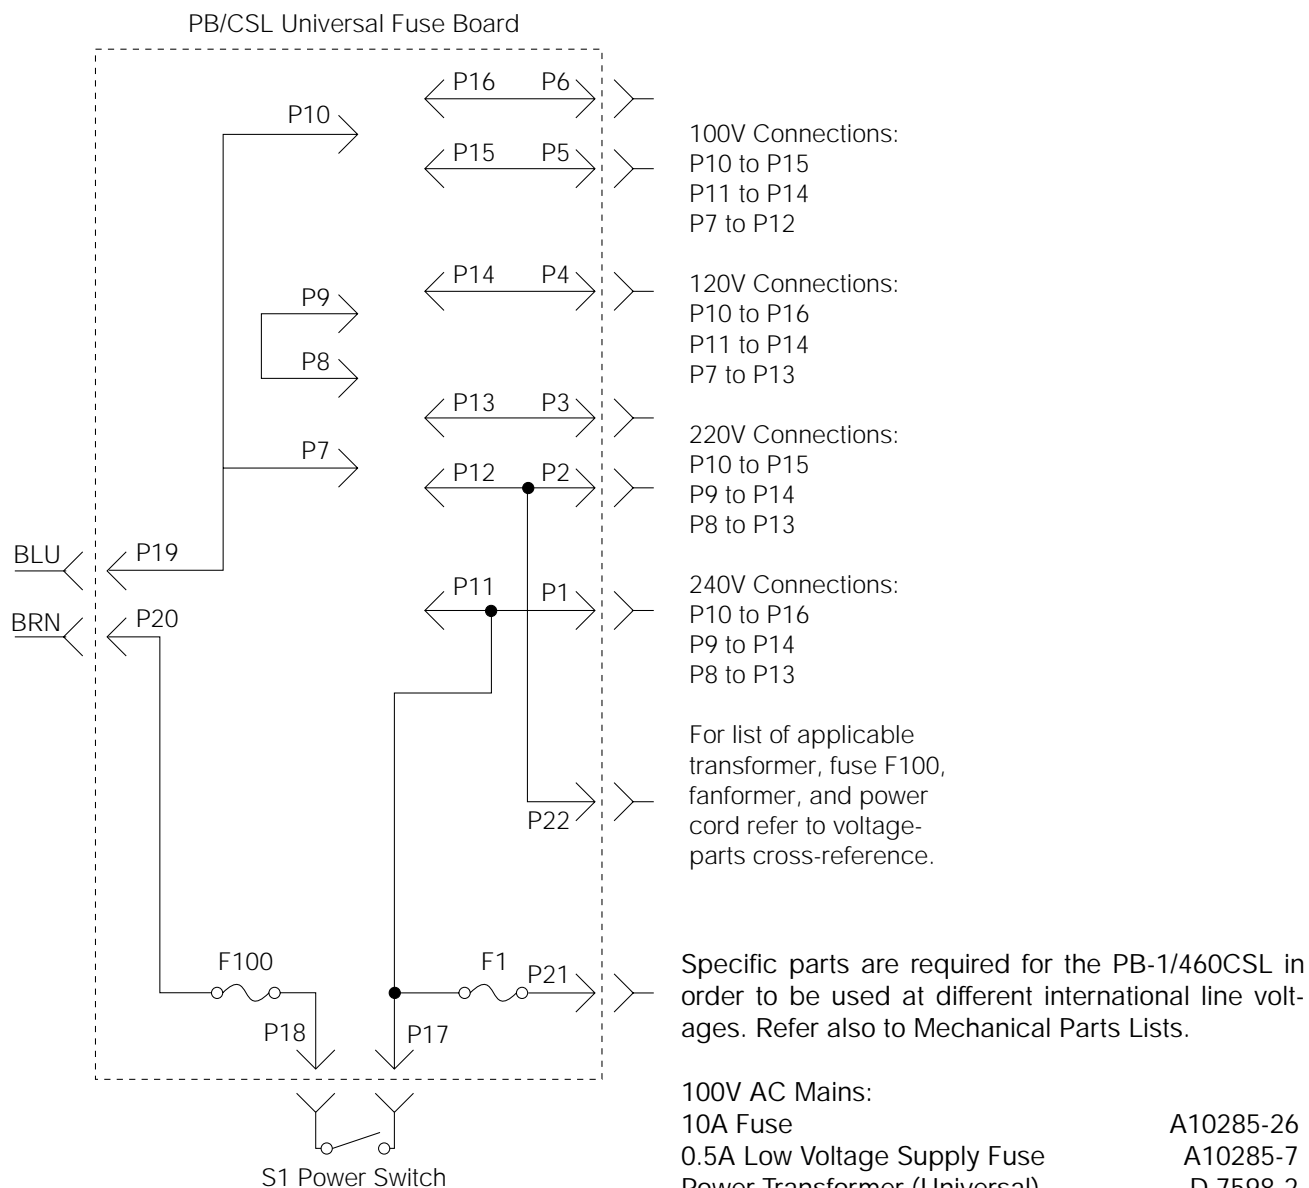 PB/CSL Universal Fuse Board
P16 P6
P10
P15 P5
P14 P4
P9
P8
P13 P3
P7
P12 P2
BLU P19
P11 P1
BRN P20
P22
F100 F1 P21
P18 P17
S1 Power Switch
100V Connections:
P10 to P15
P11 to P14
P7 to P12
120V Connections:
P10 to P16
P11 to P14
P7 to P13
220V Connections:
P10 to P15
P9 to P14
P8 to P13
240V Connections:
P10 to P16
P9 to P14
P8 to P13
For list of applicable
transformer, fuse F100,
fanformer, and power
cord refer to voltage-
parts cross-reference.
Specific parts are required for the PB-1/460CSL in
order to be used at different international line volt-
ages. Refer also to Mechanical Parts Lists.
100V AC Mains:
10A Fuse A10285-26
0.5A Low Voltage Supply Fuse A10285-7
Power Transformer (Universal) D 7598-2